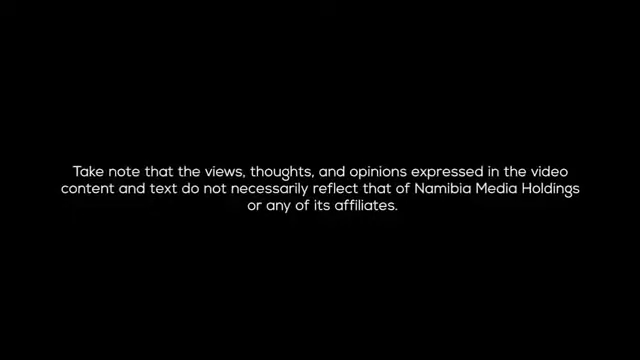 Take note that the views, thoughts, and opinions expressed in the video
content and text do not necessarily reflect that of Namibia Media Holdings
or any of its affiliates.